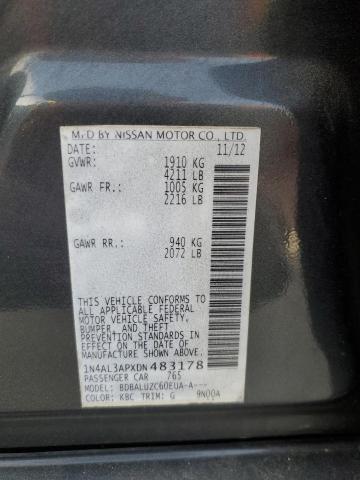 MFD BY NISSAN MOTOR CO., LTD.
DATE: 11/12
GVWR: 1910 KG
4211 LB
GAWR FR.: 1005 KG
2216 LB
GAWR RR.: 940 KG
2072 LB
THIS VEHICLE CONFORMS TO
ALL APPLICABLE FEDERAL
MOTOR VEHICLE SAFETY,
BUMPER, AND THEFT
PREVENTION STANDARDS IN
EFFECT ON THE DATE OF
MANUFACTURE SHOWN ABOVE.
1N4AL3APXDN483178
PASSENGER CAR 765
MODEL: BDBALUZC60EUA-A---
COLOR: KBC TRIM: G 9N00A